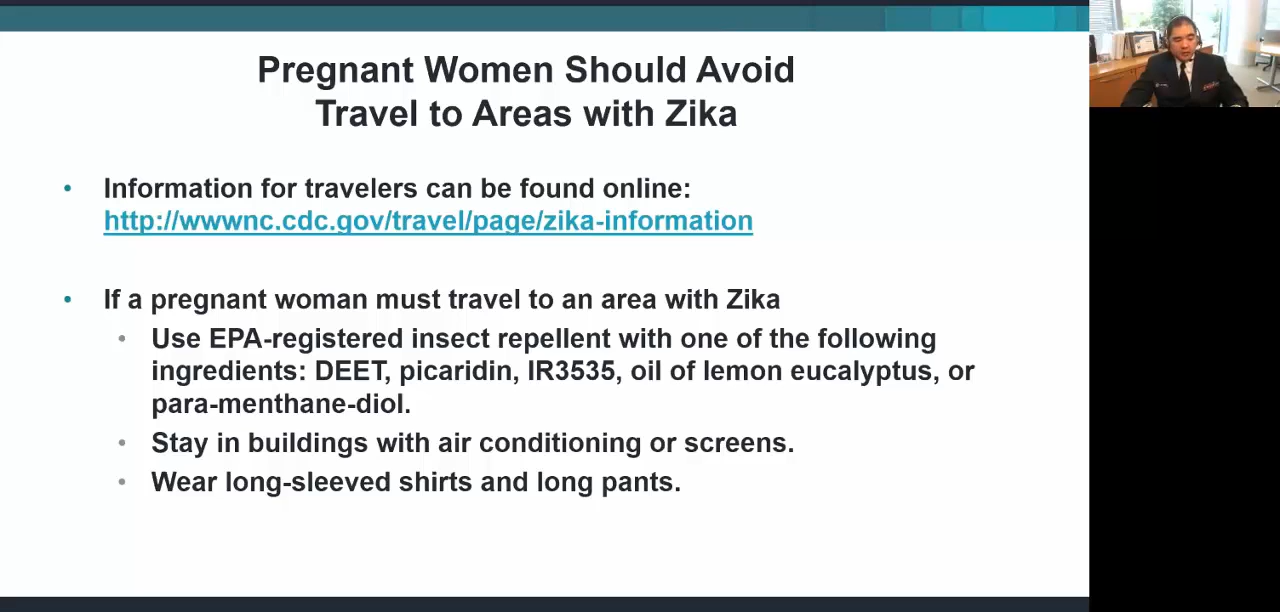 Pregnant Women Should Avoid
Travel to Areas with Zika
• Information for travelers can be found online:
http://wwwnc.cdc.gov/travel/page/zika-information
• If a pregnant woman must travel to an area with Zika
• Use EPA-registered insect repellent with one of the following
ingredients: DEET, picaridin, IR3535, oil of lemon eucalyptus, or
para-menthane-diol.
• Stay in buildings with air conditioning or screens.
• Wear long-sleeved shirts and long pants.